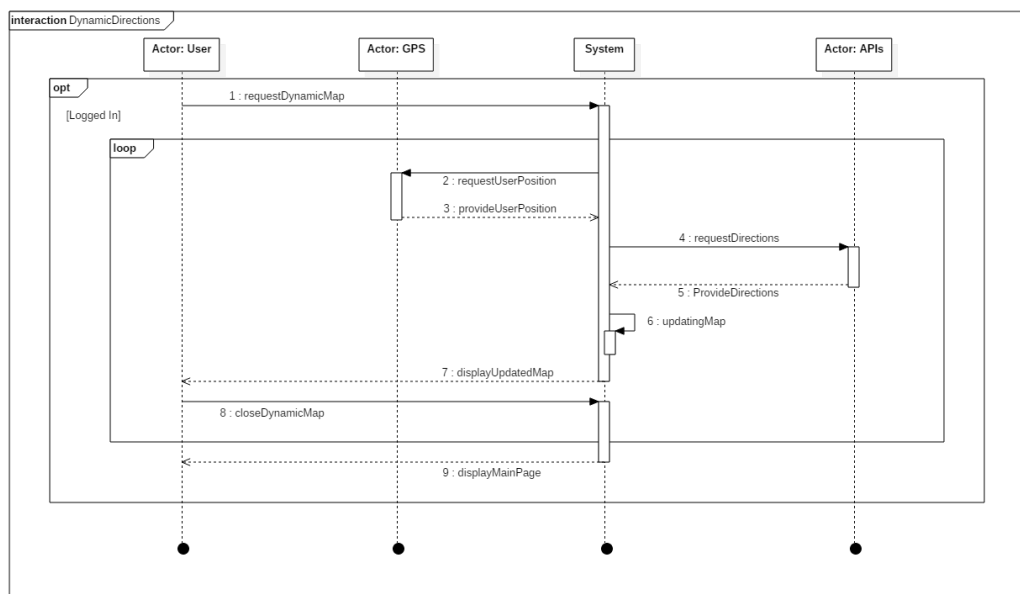 interaction DynamicDirections
Actor: User
Actor: GPS
System
Actor: APIs
opt
[Logged In]
1 : requestDynamicMap
loop
2 : requestUserPosition
3 : provideUserPosition
4 : requestDirections
5 : ProvideDirections
6 : updatingMap
7 : displayUpdatedMap
8 : closeDynamicMap
9 : displayMainPage